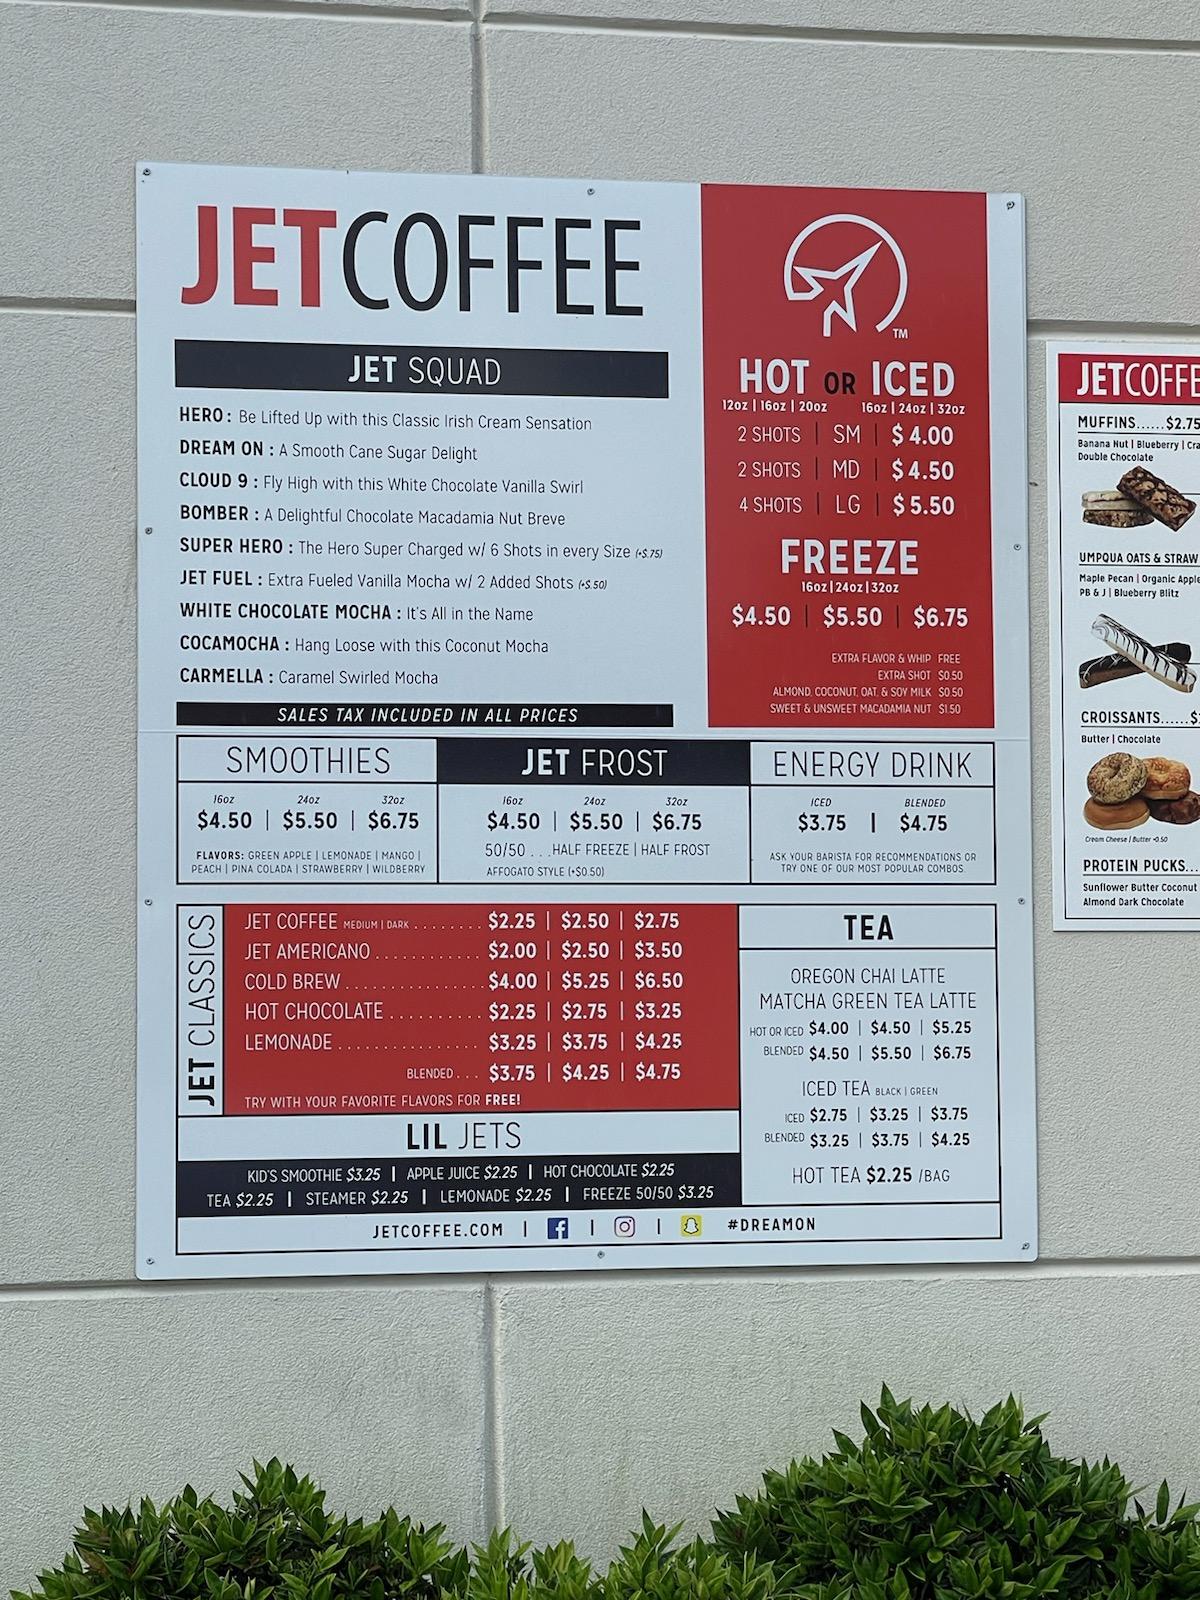 JETCOFFEE
JET SQUAD
HERO : Be Lifted Up with this Classic Irish Cream Sensation
DREAM ON : A Smooth Cane Sugar Delight
CLOUD 9 : Fly High with this White Chocolate Vanilla Swirl
BOMBER : A Delightful Chocolate Macadamia Nut Breve
SUPER HERO : The Hero Super Charged w/ 6 Shots in every Size (+$.75)
JET FUEL : Extra Fueled Vanilla Mocha w/ 2 Added Shots (+$.50)
WHITE CHOCOLATE MOCHA : It's All in the Name
COCAMOCHA : Hang Loose with this Coconut Mocha
CARMELLA : Caramel Swirled Mocha
SALES TAX INCLUDED IN ALL PRICES
TM
HOT OR ICED
12oz | 16oz | 20oz 16oz | 24oz | 32oz
2 SHOTS | SM | $4.00
2 SHOTS | MD | $4.50
4 SHOTS | LG | $5.50
FREEZE
16oz | 24oz | 32oz
$4.50 | $5.50 | $6.75
EXTRA FLAVOR & WHIP FREE
EXTRA SHOT $0.50
ALMOND, COCONUT, OAT, & SOY MILK $0.50
SWEET & UNSWEET MACADAMIA NUT $1.50
SMOOTHIES
16oz 24oz 32oz
$4.50 | $5.50 | $6.75
FLAVORS: GREEN APPLE | LEMONADE | MANGO |
PEACH | PINA COLADA | STRAWBERRY | WILDBERRY
JET FROST
16oz 24oz 32oz
$4.50 | $5.50 | $6.75
50/50 . . . HALF FREEZE | HALF FROST
AFFOGATO STYLE (+$0.50)
ENERGY DRINK
ICED BLENDED
$3.75 | $4.75
ASK YOUR BARISTA FOR RECOMMENDATIONS OR
TRY ONE OF OUR MOST POPULAR COMBOS
JET CLASSICS
JET COFFEE MEDIUM | DARK ........ $2.25 | $2.50 | $2.75
JET AMERICANO ............ $2.00 | $2.50 | $3.50
COLD BREW ................ $4.00 | $5.25 | $6.50
HOT CHOCOLATE .......... $2.25 | $2.75 | $3.25
LEMONADE ................ $3.25 | $3.75 | $4.25
BLENDED . . . $3.75 | $4.25 | $4.75
TRY WITH YOUR FAVORITE FLAVORS FOR FREE!
TEA
OREGON CHAI LATTE
MATCHA GREEN TEA LATTE
HOT OR ICED $4.00 | $4.50 | $5.25
BLENDED $4.50 | $5.50 | $6.75
ICED TEA BLACK | GREEN
ICED $2.75 | $3.25 | $3.75
BLENDED $3.25 | $3.75 | $4.25
HOT TEA $2.25 /BAG
LIL JETS
KID'S SMOOTHIE $3.25 | APPLE JUICE $2.25 | HOT CHOCOLATE $2.25
TEA $2.25 | STEAMER $2.25 | LEMONADE $2.25 | FREEZE 50/50 $3.25
JETCOFFEE.COM | f | | #DREAMON
JETCOFFE
MUFFINS......$2.75
Banana Nut | Blueberry | Cra
Double Chocolate
UMPQUA OATS & STRAW
Maple Pecan | Organic Apple
PB & J | Blueberry Blitz
CROISSANTS......$
Butter | Chocolate
Cream Cheese / Butter +0.50
PROTEIN PUCKS...
Sunflower Butter Coconut
Almond Dark Chocolate